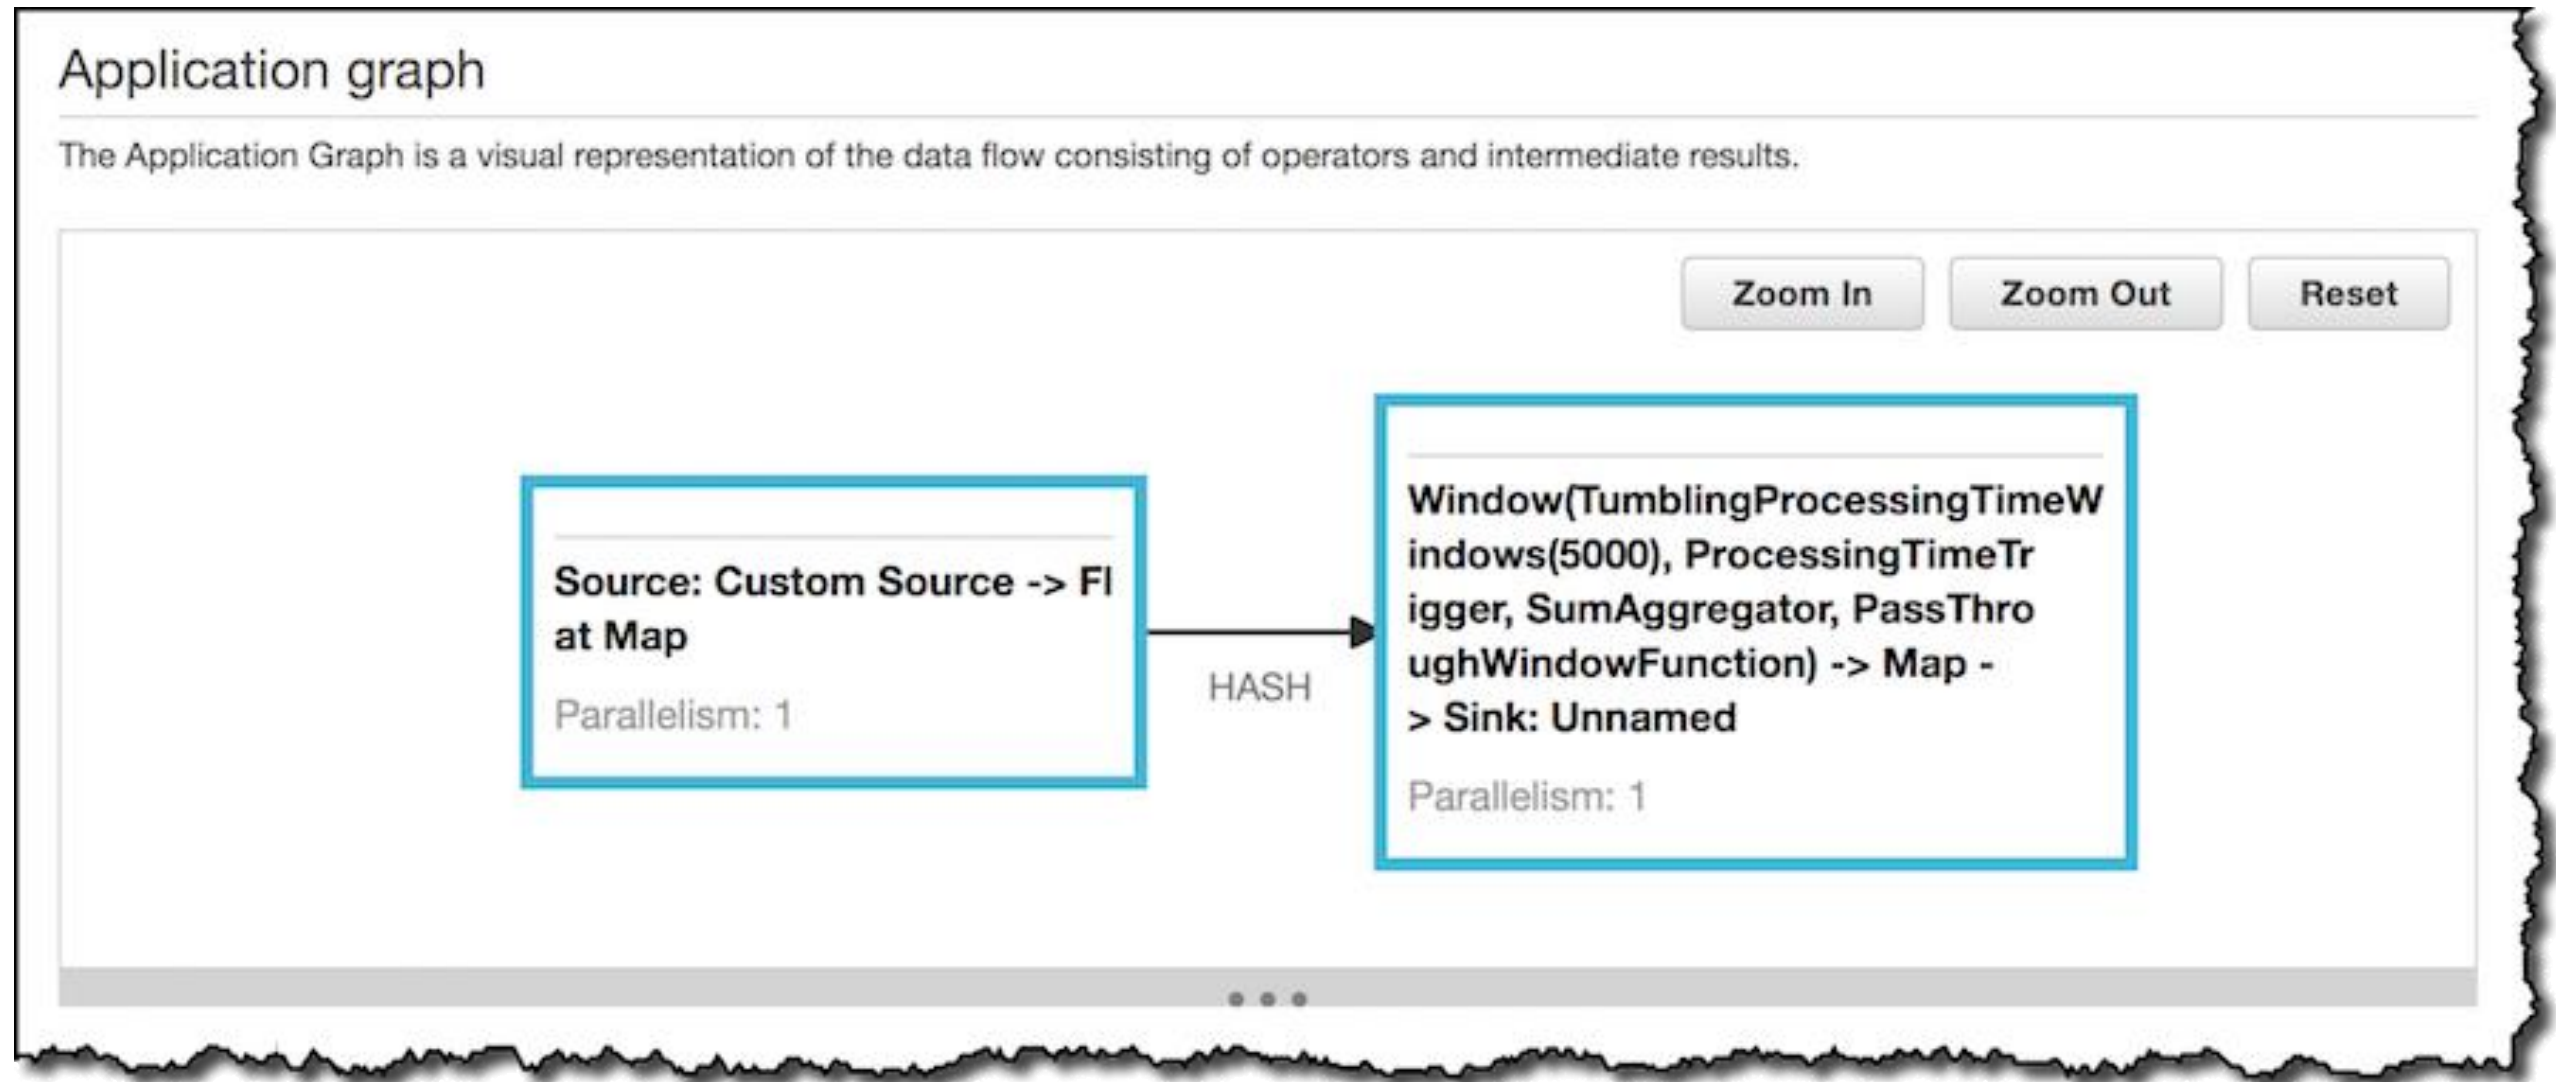 Application graph
The Application Graph is a visual representation of the data flow consisting of operators and intermediate results.
Zoom In
Zoom Out
Reset
Source: Custom Source -> Fl
at Map
Parallelism: 1
HASH
Window(TumblingProcessingTimeW
indows(5000), ProcessingTimeTr
igger, SumAggregator, PassThro
ughWindowFunction) -> Map -
> Sink: Unnamed
Parallelism: 1